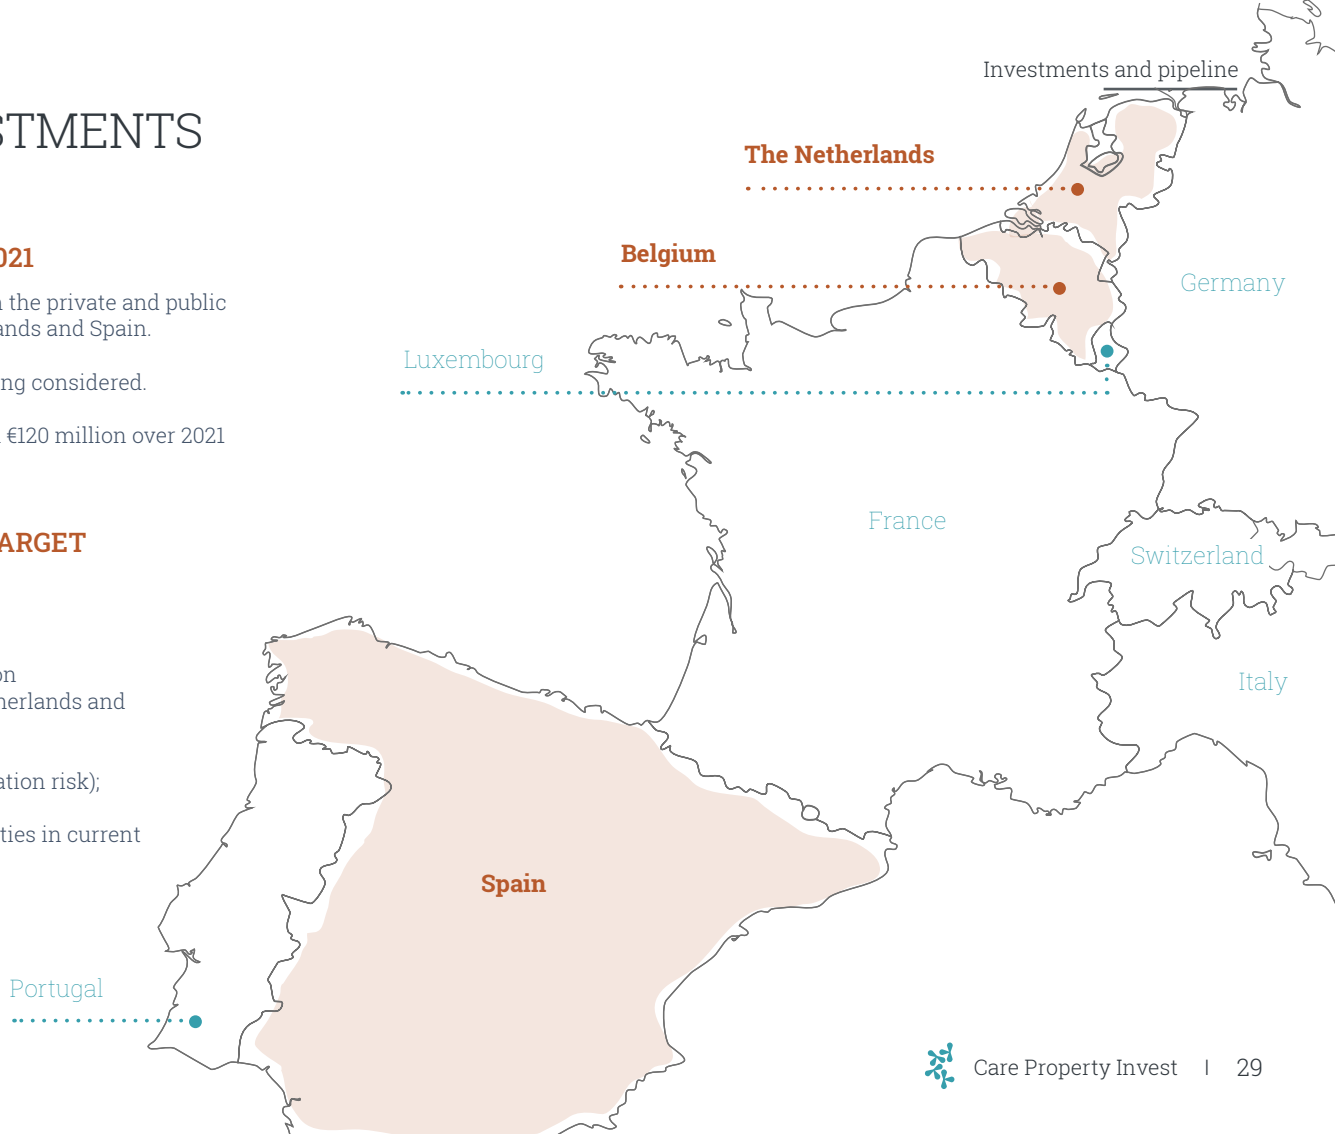 Investments and pipeline
STMENTS
021
the private and public
ands and Spain.
ng considered.
€120 million over 2021
ARGET
on
herlands and
ation risk);
ties in current
The Netherlands
Belgium
Luxembourg
Germany
France
Switzerland
Italy
Spain
Portugal
Care Property Invest | 29